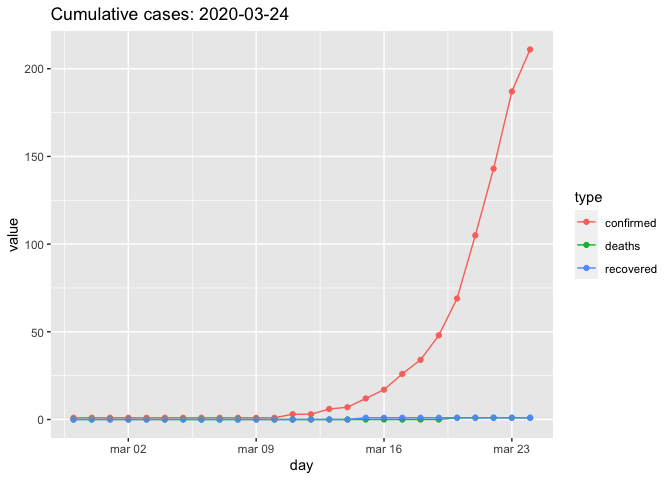 Cumulative cases: 2020-03-24
200
150
100
50
0
value
mar 02
mar 09
mar 16
mar 23
day
type
confirmed
deaths
recovered